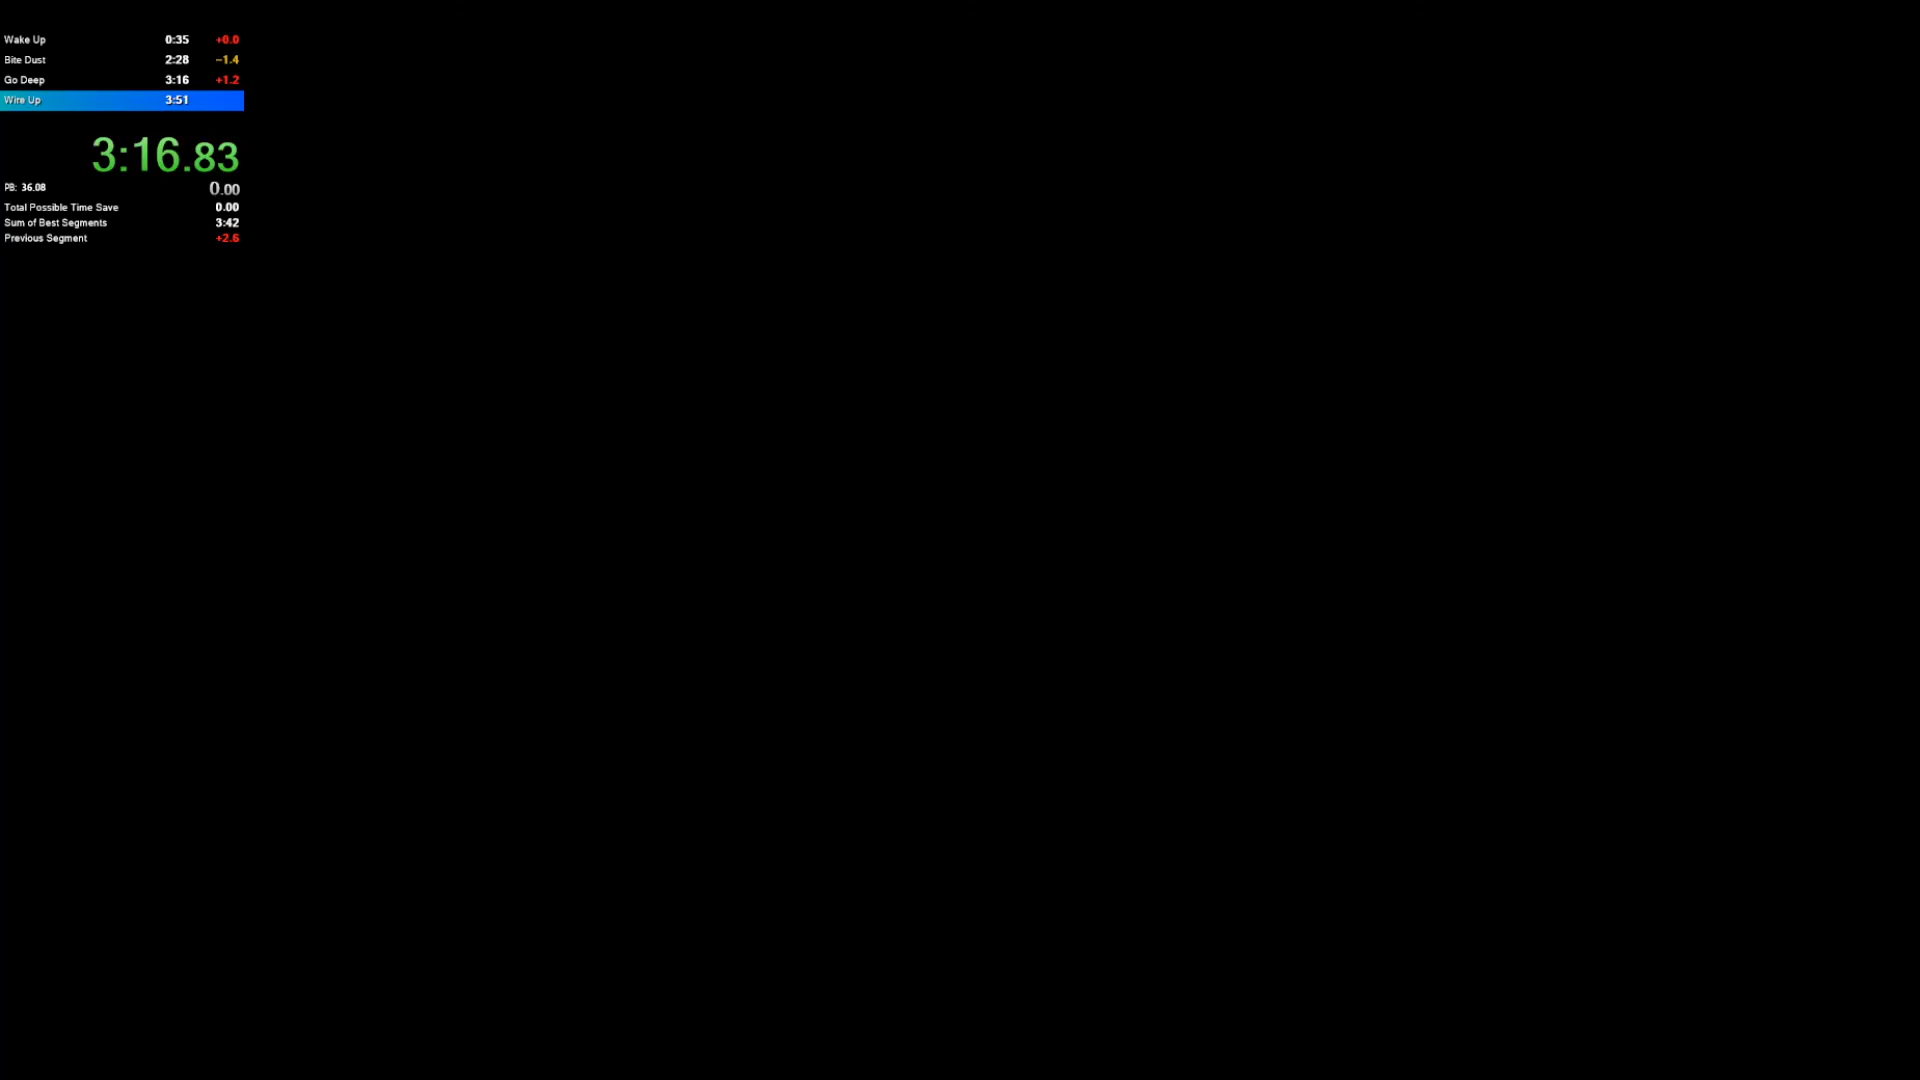 Wake Up 0:35 +0.0
Bite Dust 2:28 −1.4
Go Deep 3:16 +1.2
Wire Up 3:51
3:16.83
PB: 36.08 0.00
Total Possible Time Save 0.00
Sum of Best Segments 3:42
Previous Segment +2.6